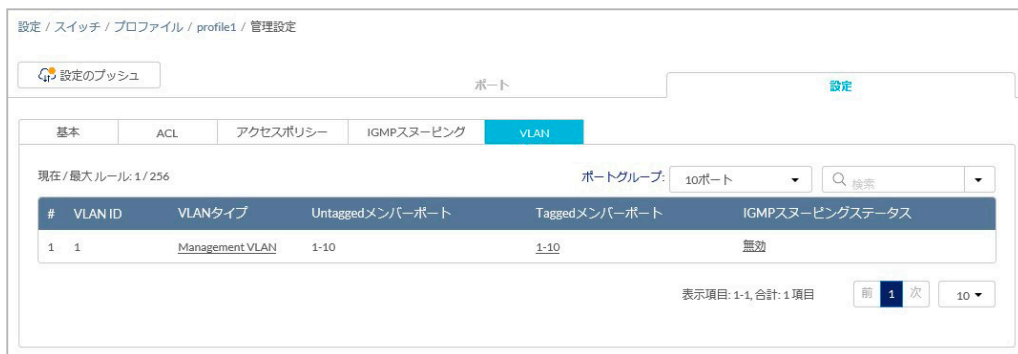 設定 / スイッチ / プロファイル / profile1 / 管理設定
設定のプッシュ
ポート
設定
基本 ACL アクセスポリシー IGMPスヌーピング VLAN
現在 / 最大 ルール: 1 / 256
ポートグループ: 10ポート 検索
# VLAN ID VLANタイプ Untaggedメンバーポート Taggedメンバーポート IGMPスヌーピングステータス
1 1 Management VLAN 1-10 1-10 無効
表示項目: 1-1, 合計: 1 項目 前 1 次 10